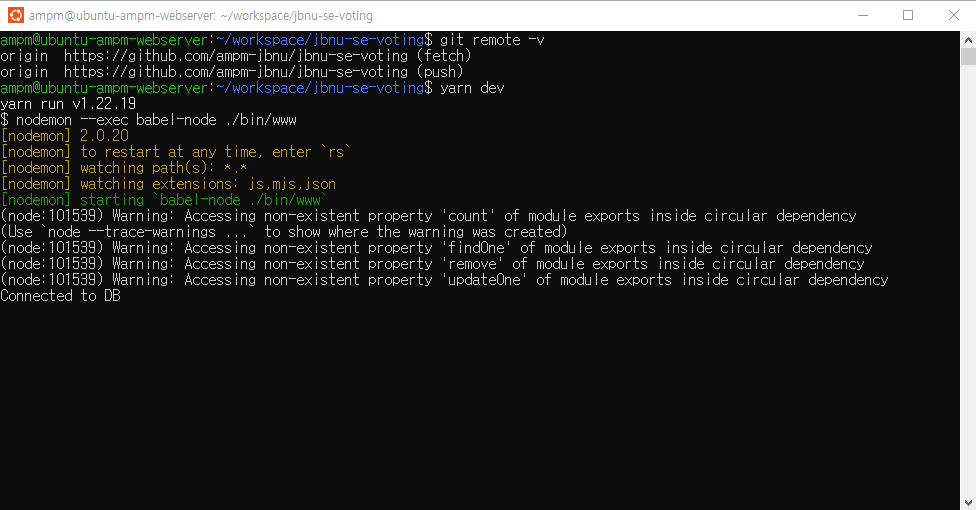 ampm@ubuntu-ampm-webserver: ~/workspace/jbnu-se-voting
ampm@ubuntu-ampm-webserver:~/workspace/jbnu-se-voting$ git remote -v
origin  https://github.com/ampm-jbnu/jbnu-se-voting (fetch)
origin  https://github.com/ampm-jbnu/jbnu-se-voting (push)
ampm@ubuntu-ampm-webserver:~/workspace/jbnu-se-voting$ yarn dev
yarn run v1.22.19
$ nodemon --exec babel-node ./bin/www
[nodemon] 2.0.20
[nodemon] to restart at any time, enter `rs`
[nodemon] watching path(s): *.*
[nodemon] watching extensions: js,mjs,json
[nodemon] starting `babel-node ./bin/www`
(node:101539) Warning: Accessing non-existent property 'count' of module exports inside circular dependency
(Use `node --trace-warnings ...` to show where the warning was created)
(node:101539) Warning: Accessing non-existent property 'findOne' of module exports inside circular dependency
(node:101539) Warning: Accessing non-existent property 'remove' of module exports inside circular dependency
(node:101539) Warning: Accessing non-existent property 'updateOne' of module exports inside circular dependency
Connected to DB